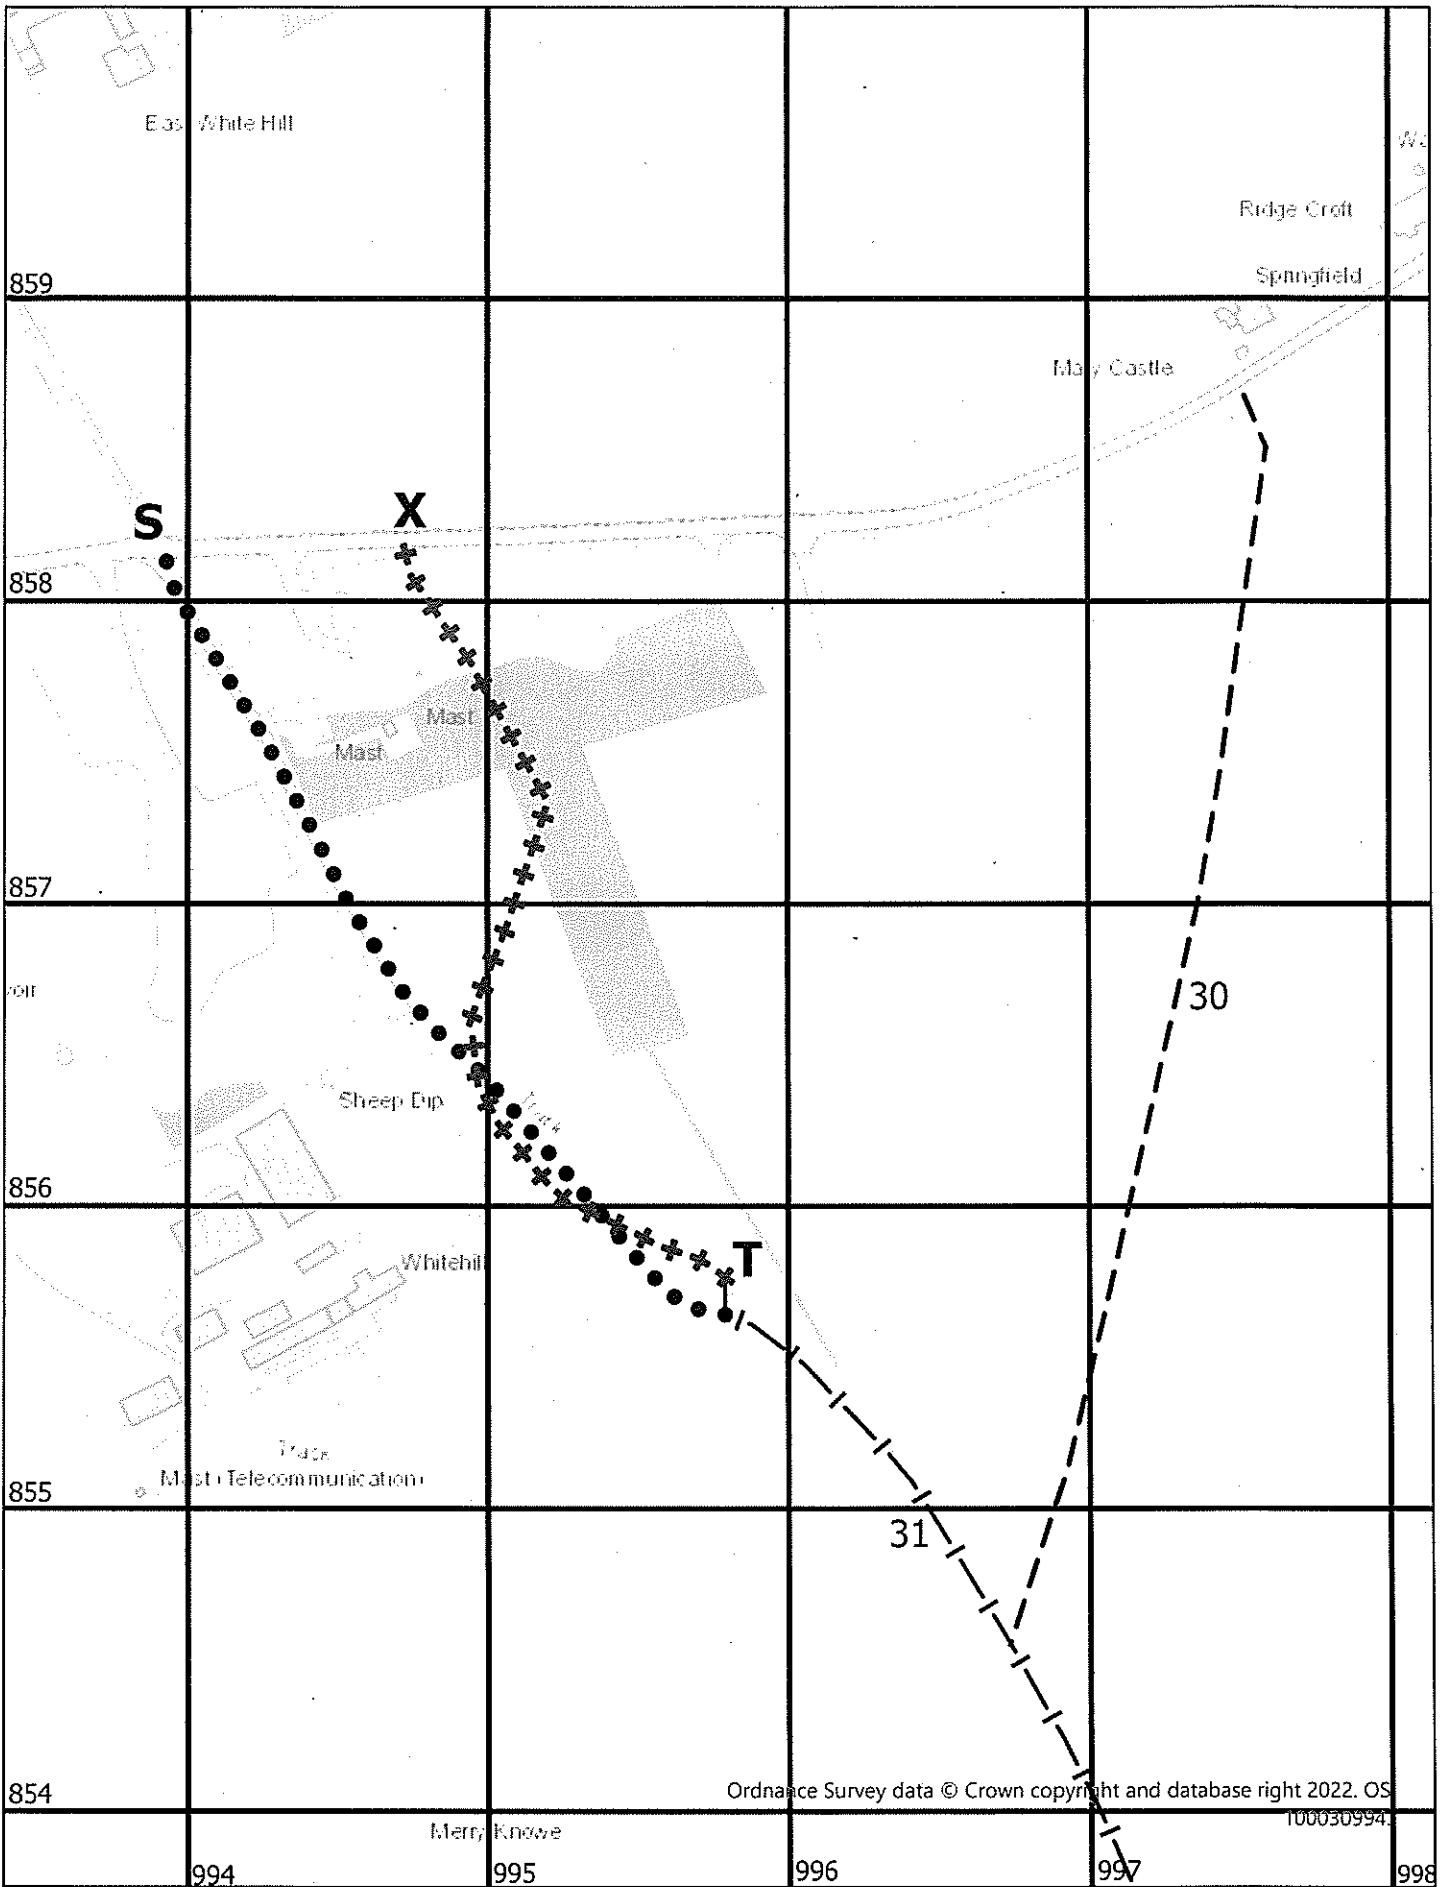 East White Hill
Ridge Croft
859
Springfield
Mary Castle
S
X
858
Mast
Mast
857
30
Sheep Dip
Track
856
T
Whitehill
Track
Mast (Telecommunication)
855
31
Ordnance Survey data © Crown copyright and database right 2022. OS
100030994.
854
Merry Knowe
994
995
996
997
998